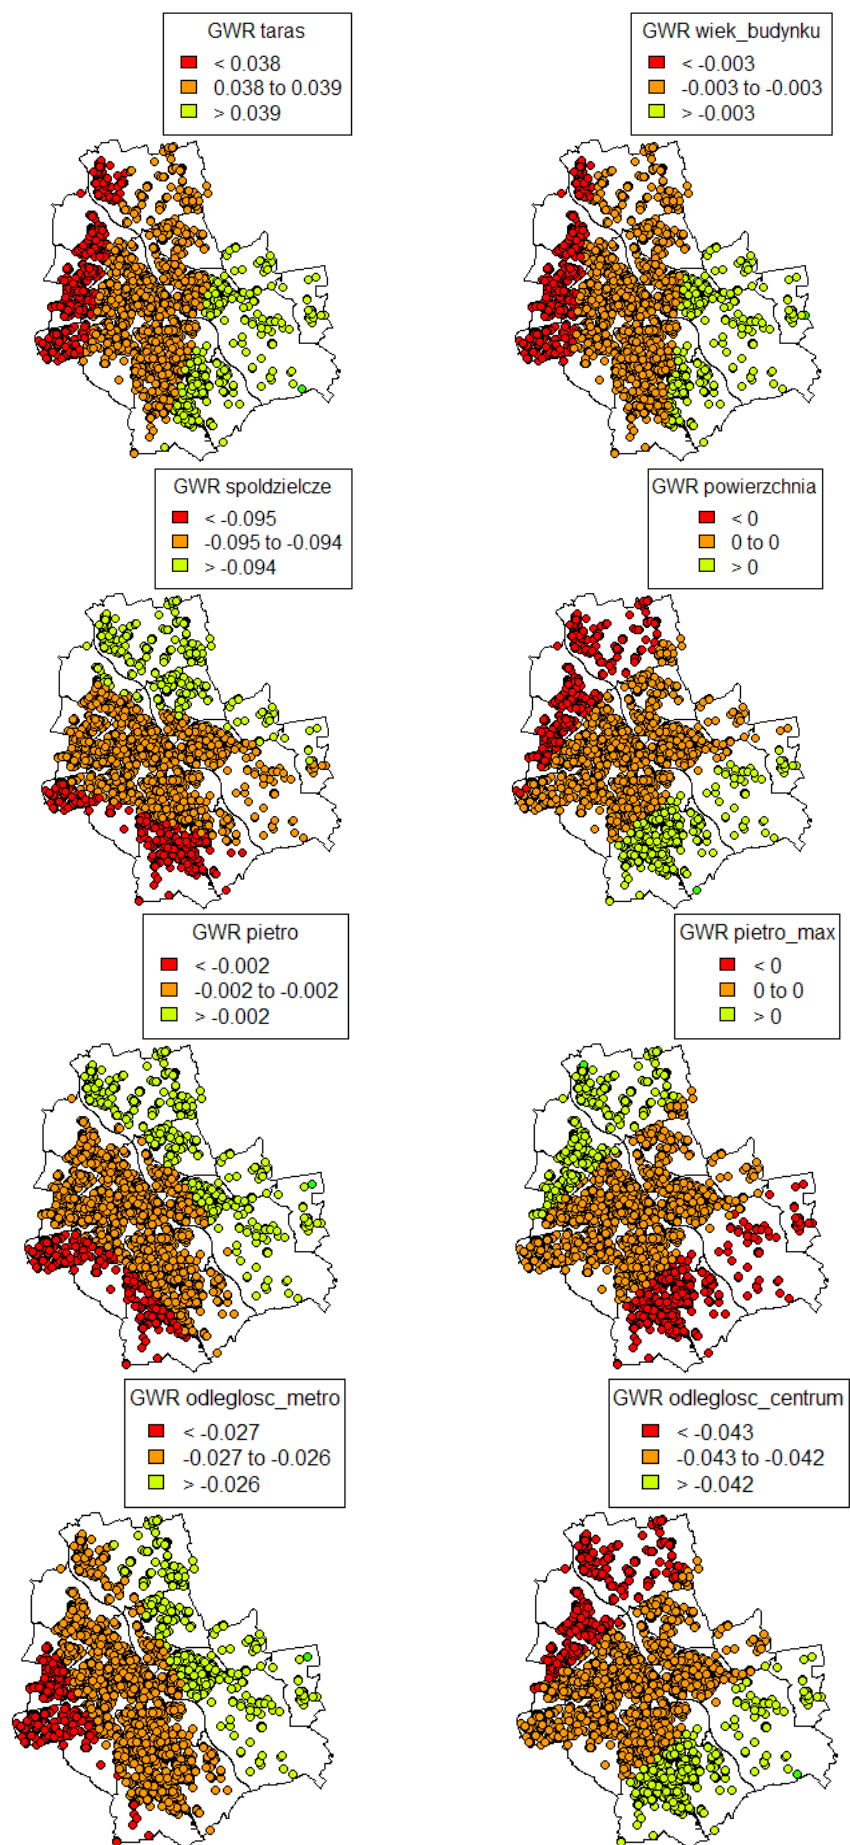 GWR taras
< 0.038
0.038 to 0.039
> 0.039
GWR wiek_budynku
< -0.003
-0.003 to -0.003
> -0.003
GWR spoldzielcze
< -0.095
-0.095 to -0.094
> -0.094
GWR powierzchnia
< 0
0 to 0
> 0
GWR pietro
< -0.002
-0.002 to -0.002
> -0.002
GWR pietro_max
< 0
0 to 0
> 0
GWR odleglosc_metro
< -0.027
-0.027 to -0.026
> -0.026
GWR odleglosc_centrum
< -0.043
-0.043 to -0.042
> -0.042